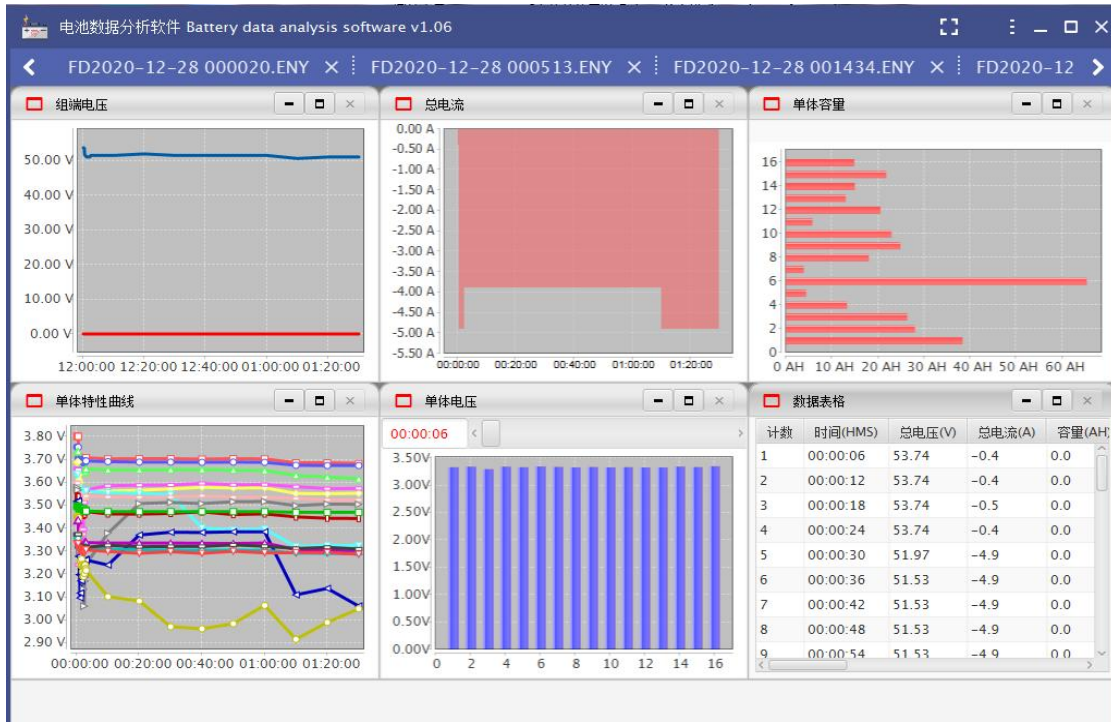 电池数据分析软件 Battery data analysis software v1.06
FD2020-12-28 000020.ENY × FD2020-12-28 000513.ENY × FD2020-12-28 001434.ENY × FD2020-12
组端电压
50.00 V
40.00 V
30.00 V
20.00 V
10.00 V
0.00 V
12:00:00 12:20:00 12:40:00 01:00:00 01:20:00
总电流
0.00 A
-0.50 A
-1.00 A
-1.50 A
-2.00 A
-2.50 A
-3.00 A
-3.50 A
-4.00 A
-4.50 A
-5.00 A
-5.50 A
00:00:00 00:20:00 00:40:00 01:00:00 01:20:00
单体容量
16
14
12
10
8
6
4
2
0
0 AH 10 AH 20 AH 30 AH 40 AH 50 AH 60 AH
单体特性曲线
3.80 V
3.70 V
3.60 V
3.50 V
3.40 V
3.30 V
3.20 V
3.10 V
3.00 V
2.90 V
00:00:00 00:20:00 00:40:00 01:00:00 01:20:00
单体电压
00:00:06
3.50V
3.00V
2.50V
2.00V
1.50V
1.00V
0.50V
0.00V
0 2 4 6 8 10 12 14 16
数据表格
计数 时间(HMS) 总电压(V) 总电流(A) 容量(AH)
1 00:00:06 53.74 -0.4 0.0
2 00:00:12 53.74 -0.4 0.0
3 00:00:18 53.74 -0.5 0.0
4 00:00:24 53.74 -0.4 0.0
5 00:00:30 51.97 -4.9 0.0
6 00:00:36 51.53 -4.9 0.0
7 00:00:42 51.53 -4.9 0.0
8 00:00:48 51.53 -4.9 0.0
9 00:00:54 51.53 -4.9 0.0